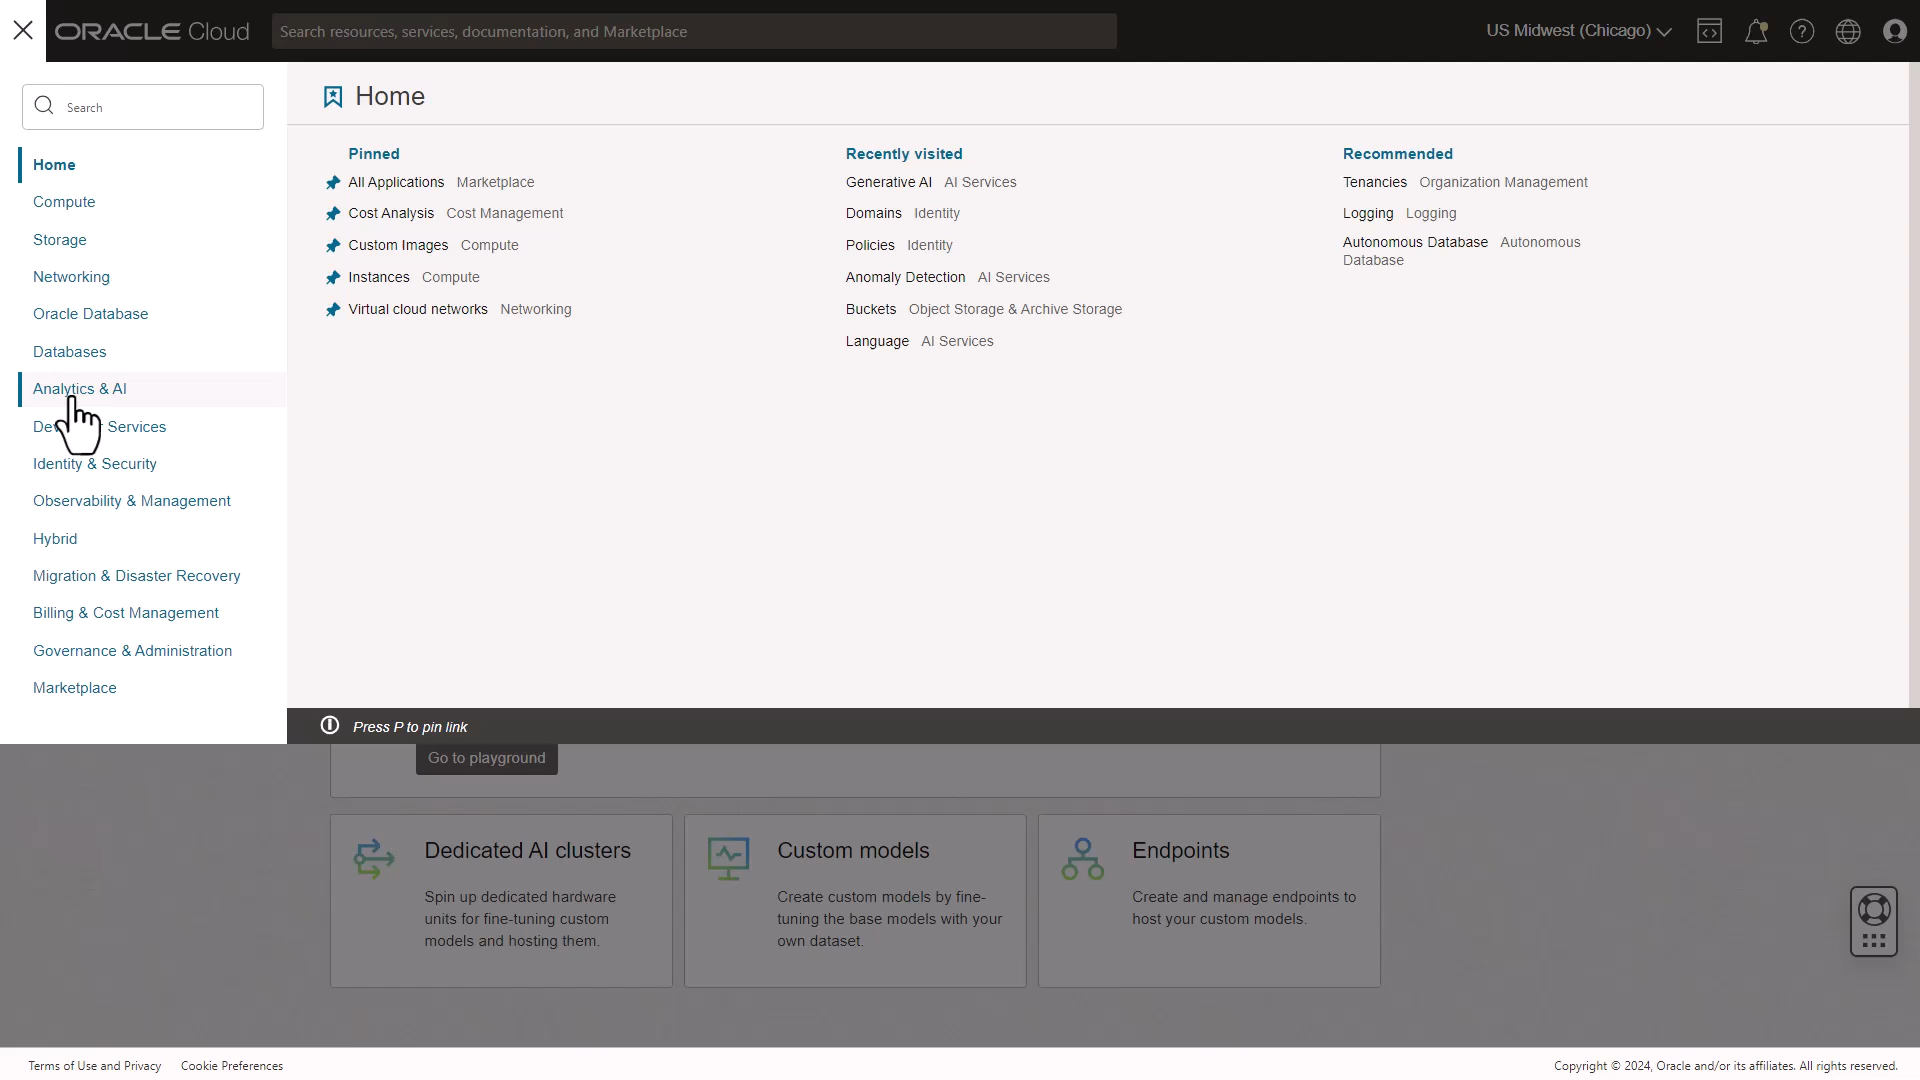 ORACLE Cloud
Search resources, services, documentation, and Marketplace
US Midwest (Chicago)
Search
Home
Compute
Storage
Networking
Oracle Database
Databases
Analytics & AI
Services
Identity & Security
Observability & Management
Hybrid
Migration & Disaster Recovery
Billing & Cost Management
Governance & Administration
Marketplace
Home
Pinned
All Applications Marketplace
Cost Analysis Cost Management
Custom Images Compute
Instances Compute
Virtual cloud networks Networking
Recently visited
Generative AI AI Services
Domains Identity
Policies Identity
Anomaly Detection AI Services
Buckets Object Storage & Archive Storage
Language AI Services
Recommended
Tenancies Organization Management
Logging Logging
Autonomous Database Autonomous
Database
Press P to pin link
Go to playground
Dedicated AI clusters
Spin up dedicated hardware
units for fine-tuning custom
models and hosting them.
Custom models
Create custom models by fine-
tuning the base models with your
own dataset.
Endpoints
Create and manage endpoints to
host your custom models.
Terms of Use and Privacy
Cookie Preferences
Copyright © 2024, Oracle and/or its affiliates. All rights reserved.